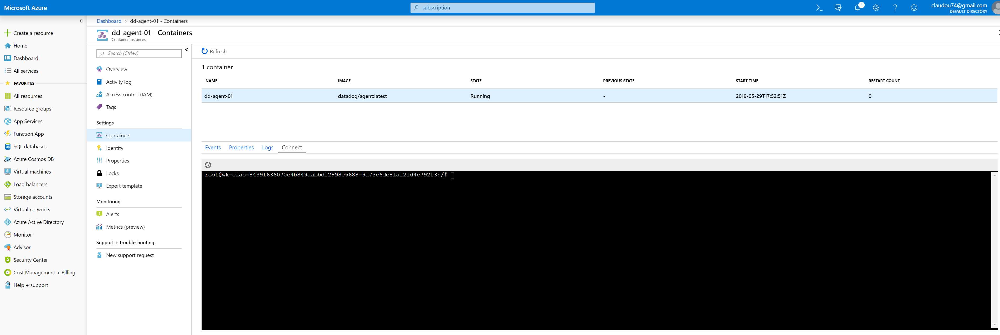 Microsoft Azure
subscription
4
claudou74@gmail.com
DEFAULT DIRECTORY
Create a resource
Home
Dashboard
All services
FAVORITES
All resources
Resource groups
App Services
Function App
SQL databases
Azure Cosmos DB
Virtual machines
Load balancers
Storage accounts
Virtual networks
Azure Active Directory
Monitor
Advisor
Security Center
Cost Management + Billing
Help + support
Dashboard > dd-agent-01 - Containers
dd-agent-01 - Containers
Container instances
Search (Ctrl+/)
Overview
Activity log
Access control (IAM)
Tags
Settings
Containers
Identity
Properties
Locks
Export template
Monitoring
Alerts
Metrics (preview)
Support + troubleshooting
New support request
Refresh
1 container
NAME IMAGE STATE PREVIOUS STATE START TIME RESTART COUNT
dd-agent-01 datadog/agent:latest Running - 2019-05-29T17:52:51Z 0
Events Properties Logs Connect
root@wk-caas-8439f636070e4b849aabbdf2998e5688-9a73c6de8faf21d4c792f3:/#